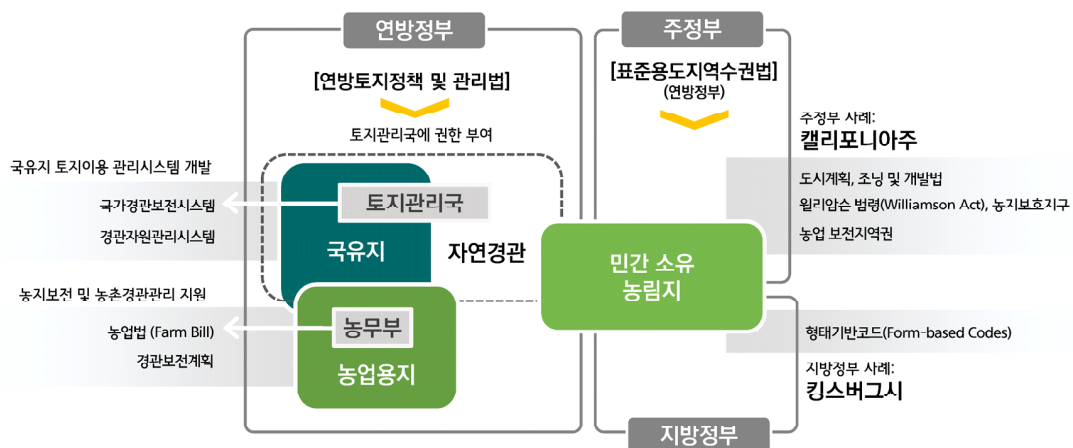 연방정부
[연방토지정책 및 관리법]
토지관리국에 권한 부여
국유지 토지이용 관리시스템 개발
국가경관보전시스템
경관자원관리시스템
토지관리국
국유지
자연경관
농지보전 및 농촌경관관리 지원
농업법 (Farm Bill)
경관보전계획
농무부
농업용지
주정부
[표준용도지역수권법]
(연방정부)
민간 소유
농림지
주정부 사례:
캘리포니아주
도시계획, 조닝 및 개발법
윌리암슨 법령(Williamson Act), 농지보호지구
농업 보전지역권
형태기반코드(Form-based Codes)
지방정부 사례:
킹스버그시
지방정부